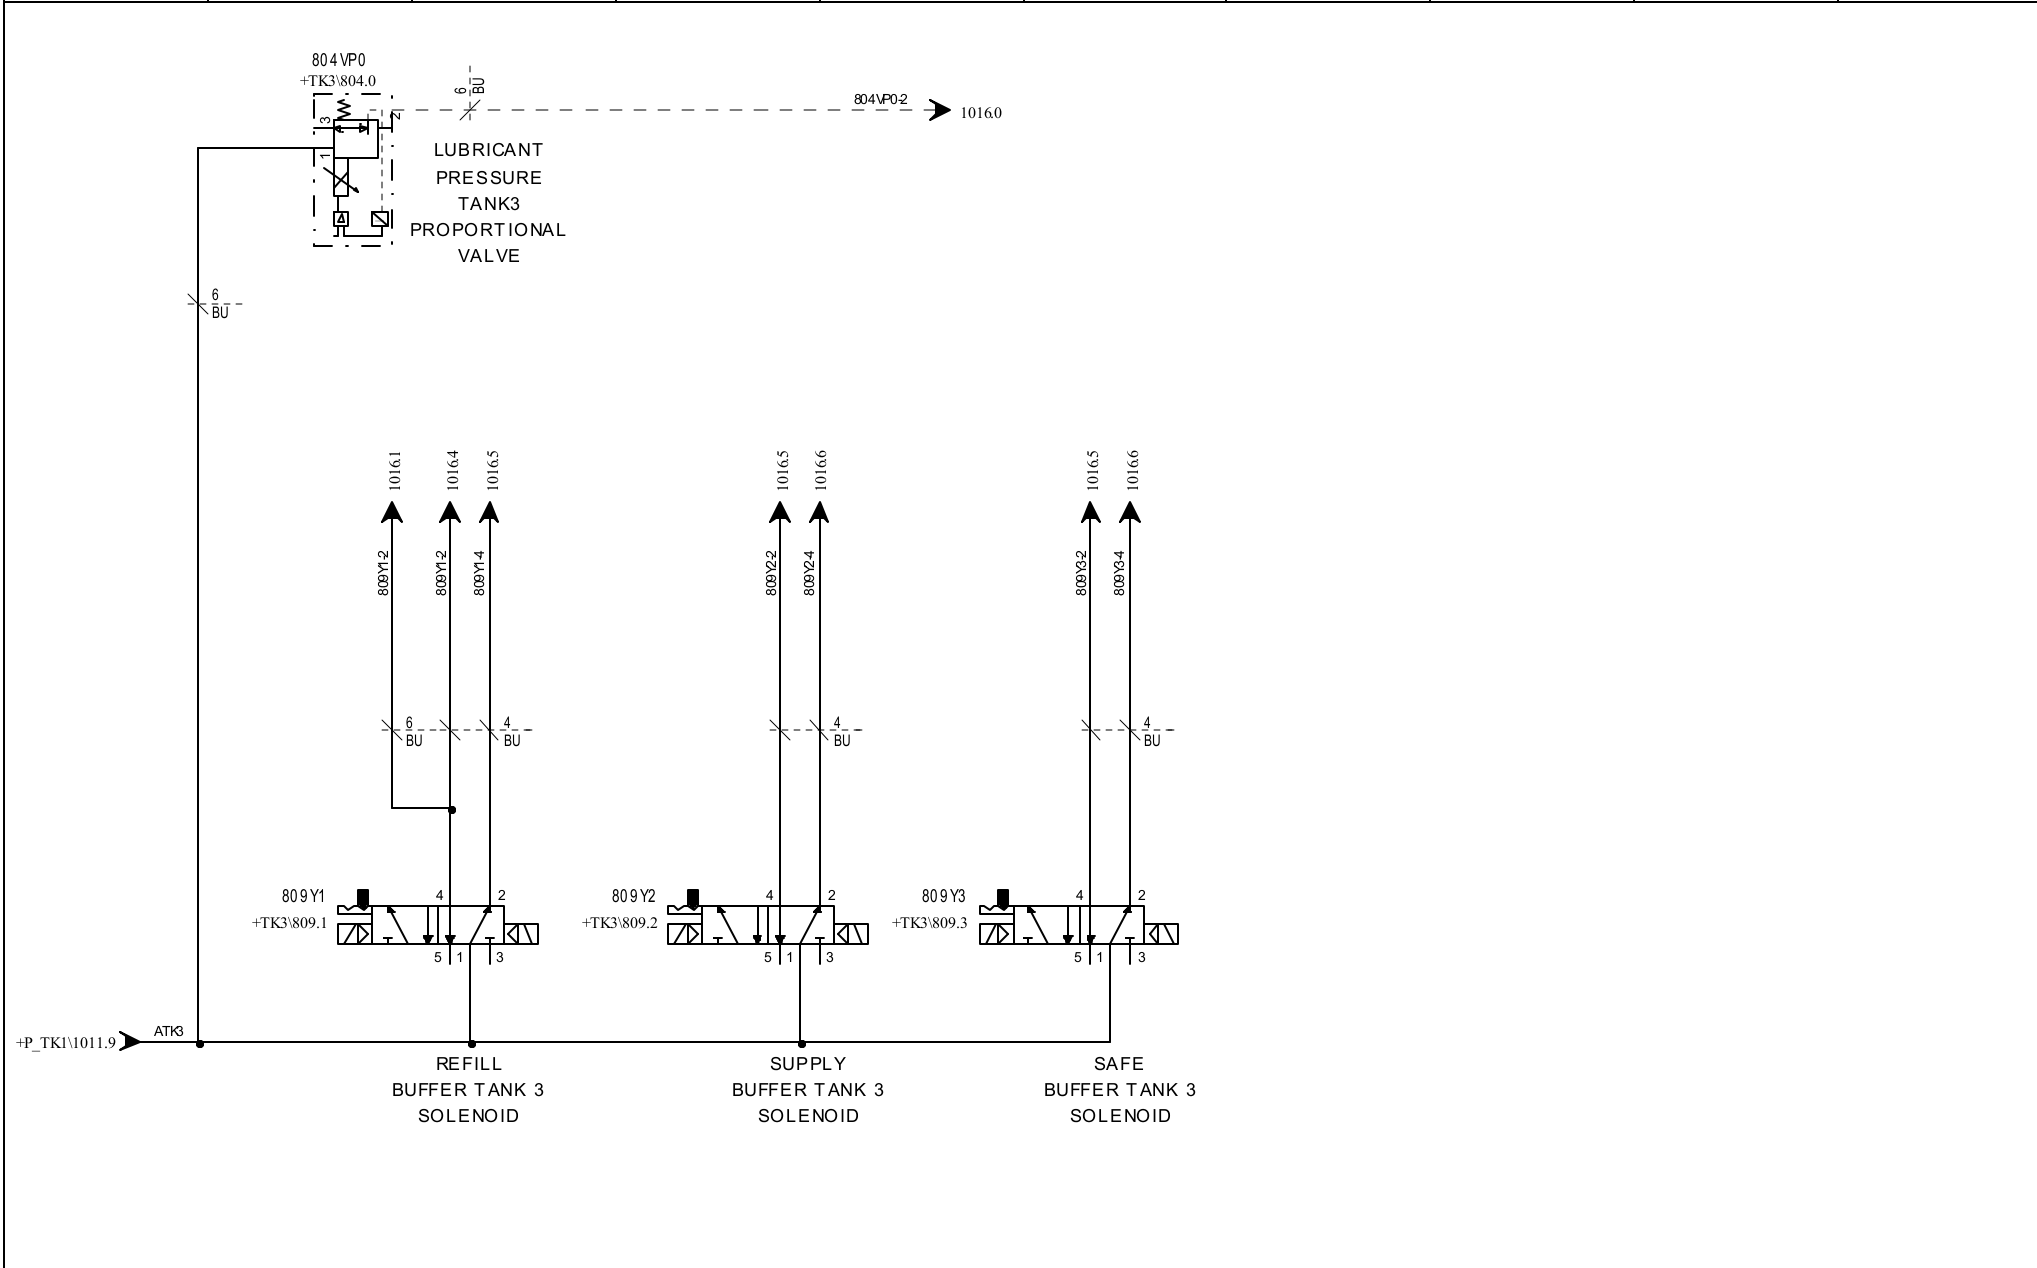 804VP0
+TK3\804.0
6
BU
804VP0-2
1016.0
3
2
1
LUBRICANT
PRESSURE
TANK3
PROPORTIONAL
VALVE
6
BU
1016.1
1016.4
1016.5
1016.5
1016.6
1016.5
1016.6
809Y1-2
809Y1-2
809Y1-4
809Y2-2
809Y2-4
809Y3-2
809Y3-4
6
BU
4
BU
4
BU
4
BU
809Y1
+TK3\809.1
4
2
5
1
3
809Y2
+TK3\809.2
4
2
5
1
3
809Y3
+TK3\809.3
4
2
5
1
3
+P_TK1\1011.9
ATK3
REFILL
BUFFER TANK 3
SOLENOID
SUPPLY
BUFFER TANK 3
SOLENOID
SAFE
BUFFER TANK 3
SOLENOID